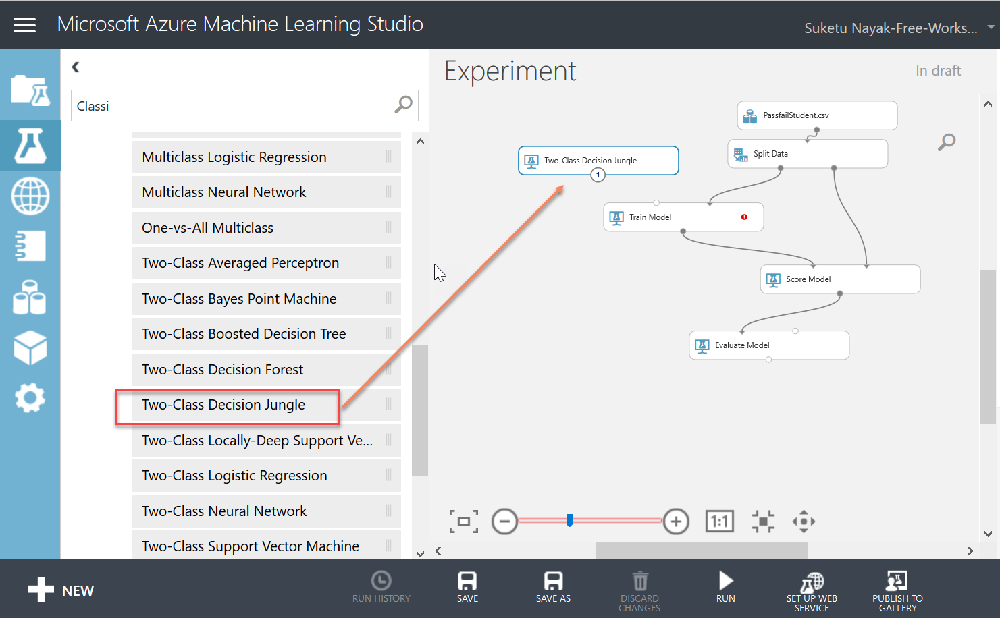 Microsoft Azure Machine Learning Studio
Suketu Nayak-Free-Works...
Classi
Multiclass Logistic Regression
Multiclass Neural Network
One-vs-All Multiclass
Two-Class Averaged Perceptron
Two-Class Bayes Point Machine
Two-Class Boosted Decision Tree
Two-Class Decision Forest
Two-Class Decision Jungle
Two-Class Locally-Deep Support Ve...
Two-Class Logistic Regression
Two-Class Neural Network
Two-Class Support Vector Machine
Experiment
In draft
PassfailStudent.csv
Split Data
Two-Class Decision Jungle
1
Train Model
Score Model
Evaluate Model
1:1
NEW
RUN HISTORY
SAVE
SAVE AS
DISCARD
CHANGES
RUN
SET UP WEB
SERVICE
PUBLISH TO
GALLERY